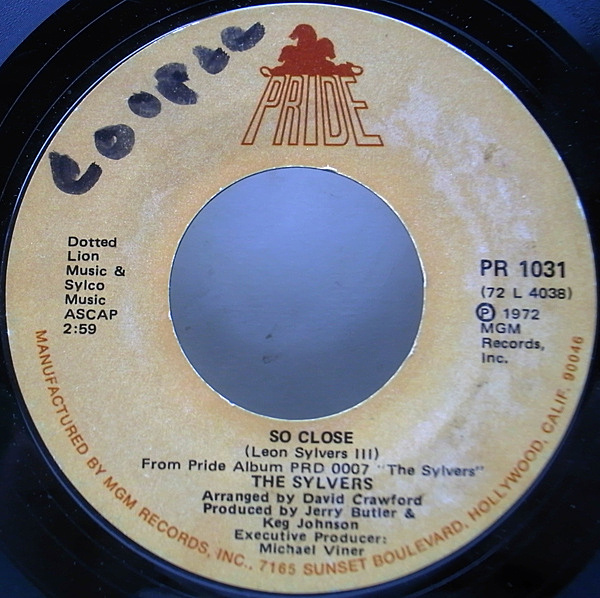 PRIDE
Dotted
Lion
Music &
Sylco
Music
ASCAP
2:59
PR 1031
(72 L 4038)
Ⓟ 1972
MGM
Records,
Inc.
SO CLOSE
(Leon Sylvers III)
From Pride Album PRD 0007 "The Sylvers"
THE SYLVERS
Arranged by David Crawford
Produced by Jerry Butler &
Keg Johnson
Executive Producer:
Michael Viner
MANUFACTURED BY MGM RECORDS, INC., 7165 SUNSET BOULEVARD, HOLLYWOOD, CALIF. 90046